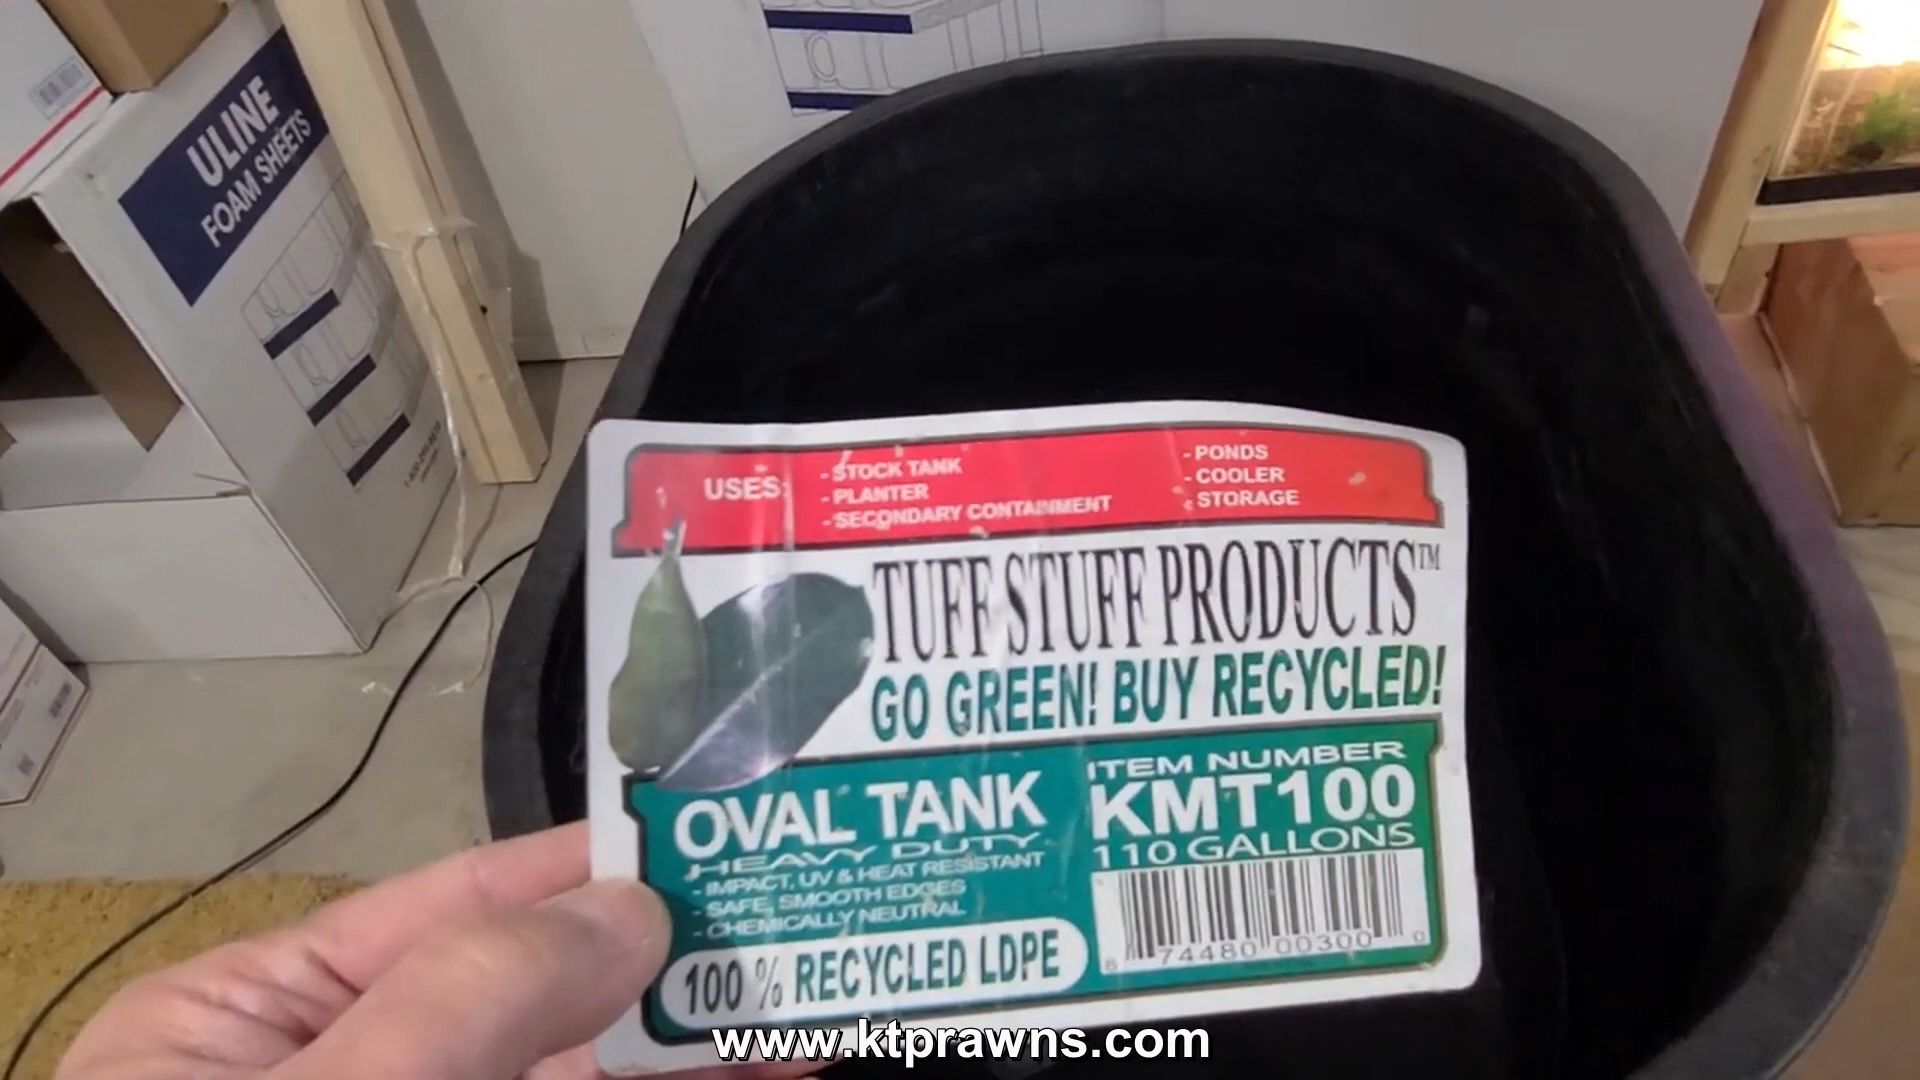 ULINE
FOAM SHEETS
USES:
- STOCK TANK
- PLANTER
- SECONDARY CONTAINMENT
- PONDS
- COOLER
- STORAGE
TUFF STUFF PRODUCTS™
GO GREEN! BUY RECYCLED!
OVAL TANK
HEAVY DUTY
- IMPACT, UV & HEAT RESISTANT
- SAFE, SMOOTH EDGES
- CHEMICALLY NEUTRAL
100 % RECYCLED LDPE
ITEM NUMBER
KMT100
110 GALLONS
8 74480 00300 0
www.ktprawns.com